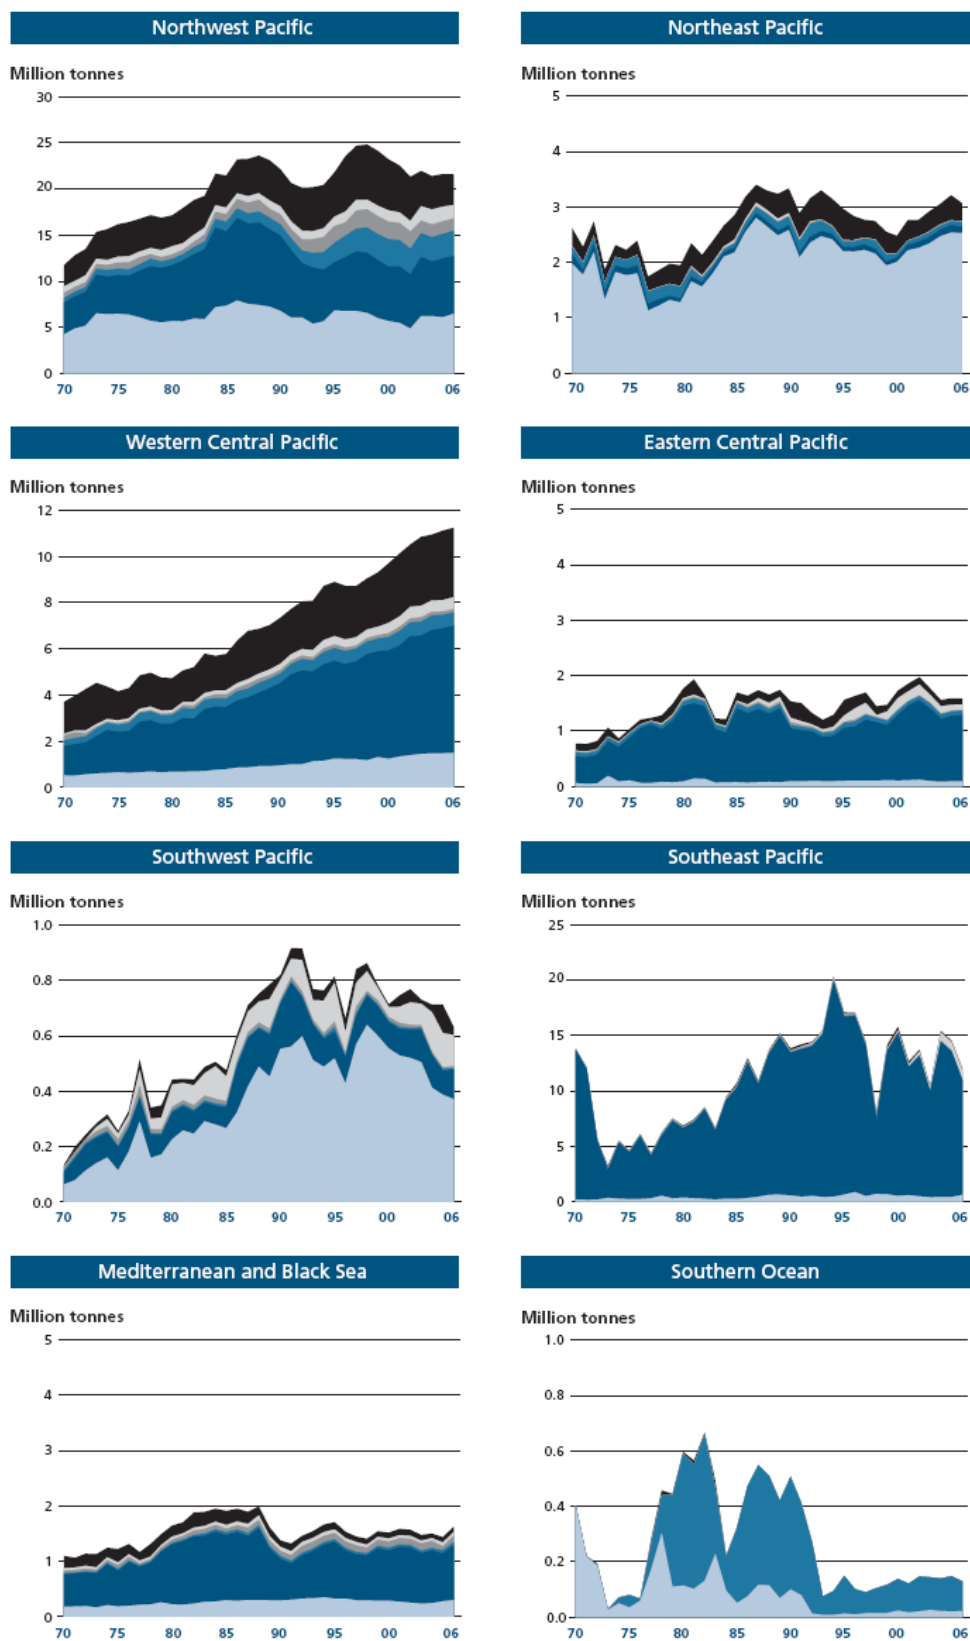 Northwest Pacific
Northeast Pacific
Million tonnes
Million tonnes
30
25
20
15
10
5
0
70 75 80 85 90 95 00 06
5
4
3
2
1
0
70 75 80 85 90 95 00 06
Western Central Pacific
Eastern Central Pacific
Million tonnes
Million tonnes
12
10
8
6
4
2
0
70 75 80 85 90 95 00 06
5
4
3
2
1
0
70 75 80 85 90 95 00 06
Southwest Pacific
Southeast Pacific
Million tonnes
Million tonnes
1.0
0.8
0.6
0.4
0.2
0.0
70 75 80 85 90 95 00 06
25
20
15
10
5
0
70 75 80 85 90 95 00 06
Mediterranean and Black Sea
Southern Ocean
Million tonnes
Million tonnes
5
4
3
2
1
0
70 75 80 85 90 95 00 06
1.0
0.8
0.6
0.4
0.2
0.0
70 75 80 85 90 95 00 06